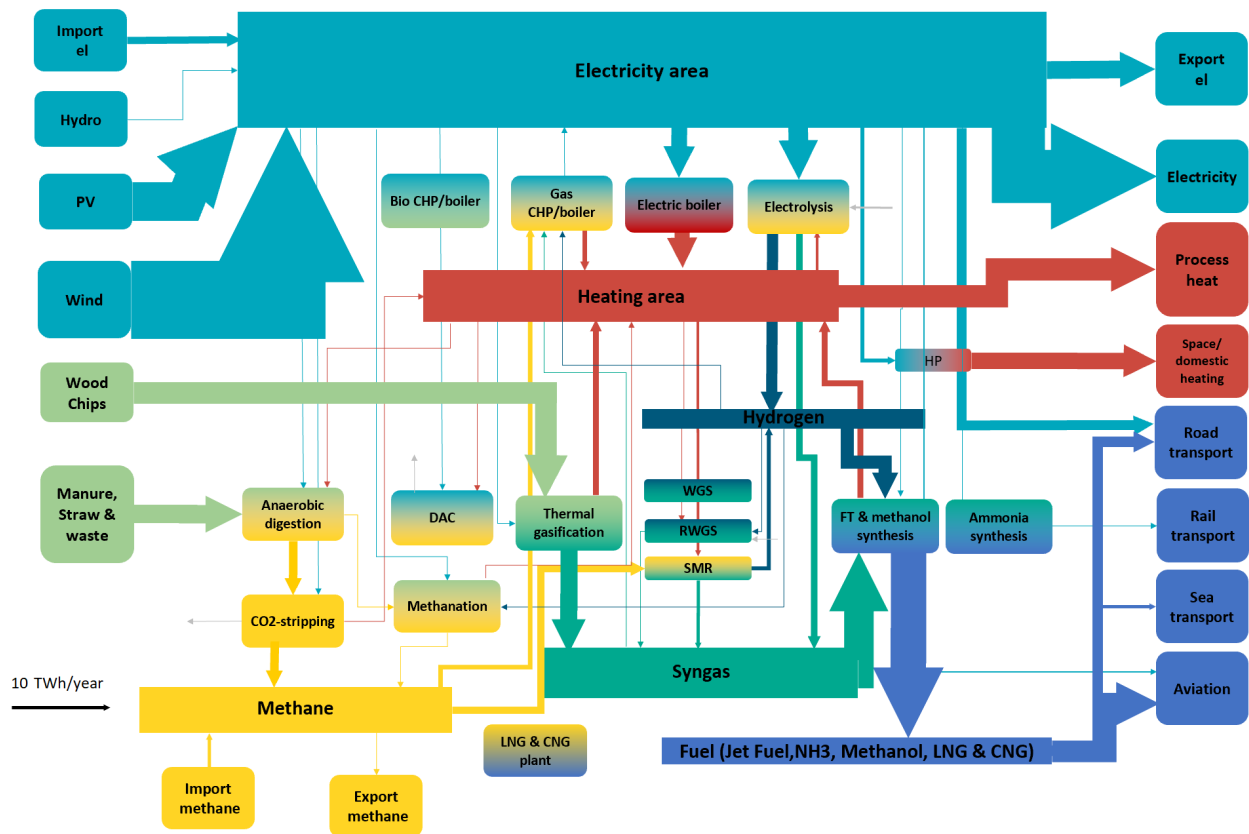 Import
el
Electricity area
Export
el
Hydro
PV
Bio CHP/boiler
Gas
CHP/boiler
Electric boiler
Electrolysis
Electricity
Wind
Heating area
Process
heat
Wood
Chips
HP
Space/
domestic
heating
Hydrogen
Road
transport
Manure,
Straw &
waste
Anaerobic
digestion
DAC
Thermal
gasification
WGS
RWGS
SMR
FT & methanol
synthesis
Ammonia
synthesis
Rail
transport
CO2-stripping
Methanation
Sea
transport
10 TWh/year
Methane
Syngas
Aviation
LNG & CNG
plant
Fuel (Jet Fuel,NH3, Methanol, LNG & CNG)
Import
methane
Export
methane